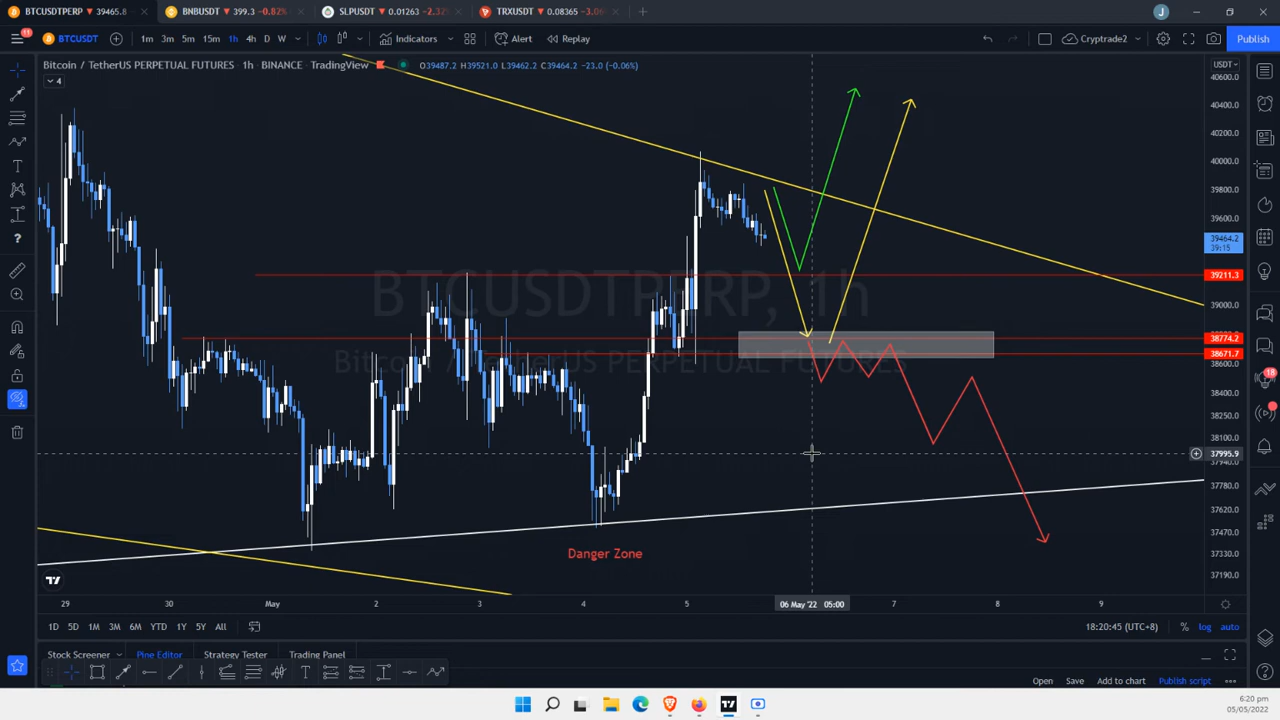 BTCUSDTPERP ▼ 39465.8
BNBUSDT ▼ 399.3 −0.82%
SLPUSDT ▼ 0.01263 −2.32%
TRXUSDT ▼ 0.08365
J
11
BTCUSDT
1m 3m 5m 15m 1h 4h D W
Indicators
Alert
Replay
Cryptrade2
Publish
Bitcoin / TetherUS PERPETUAL FUTURES 1h BINANCE TradingView
O39487.2 H39521.0 L39462.2 C39464.2 −23.0 (−0.06%)
4
USDT
40600.0
40400.0
40200.0
40000.0
39800.0
39600.0
39464.2
39:15
39211.3
39000.0
38774.2
38671.7
38600.0
38400.0
38250.0
38100.0
37995.9
37940.0
37780.0
37620.0
37470.0
37330.0
37190.0
BTCUSDTPERP, 1h
Bitcoin / TetherUS PERPETUAL FUTURES
Danger Zone
18
29 30 May 2 3 4 5 06 May '22 05:00 7 8 9
1D 5D 1M 3M 6M YTD 1Y 5Y All
18:20:45 (UTC+8)
% log auto
Stock Screener
Pine Editor
Strategy Tester
Trading Panel
Open
Save
Add to chart
Publish script
6:20 pm
05/05/2022